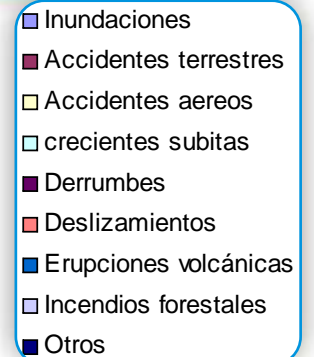 Inundaciones
Accidentes terrestres
Accidentes aereos
crecientes subitas
Derrumbes
Deslizamientos
Erupciones volcánicas
Incendios forestales
Otros